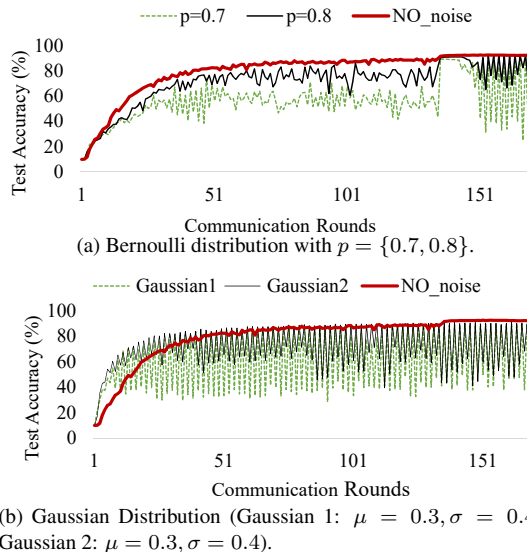 p=0.7 p=0.8 NO_noise
Test Accuracy (%)
100
80
60
40
20
0
1 51 101 151
Communication Rounds
(a) Bernoulli distribution with p = {0.7, 0.8}.
Gaussian1 Gaussian2 NO_noise
Test Accuracy (%)
100
80
60
40
20
0
1 51 101 151
Communication Rounds
(b) Gaussian Distribution (Gaussian 1: μ = 0.3, σ = 0.4
Gaussian 2: μ = 0.3, σ = 0.4).